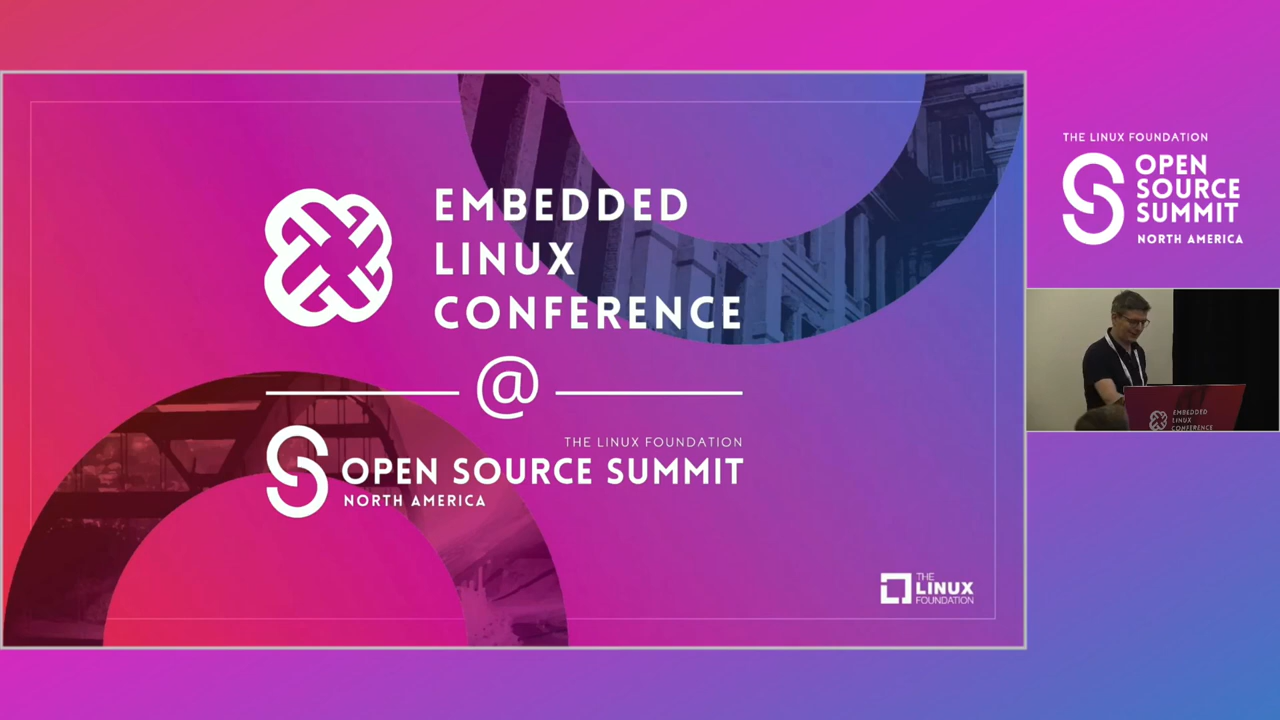 EMBEDDED
LINUX
CONFERENCE
@
THE LINUX FOUNDATION
OPEN SOURCE SUMMIT
NORTH AMERICA
THE
LINUX
FOUNDATION
THE LINUX FOUNDATION
OPEN
SOURCE
SUMMIT
NORTH AMERICA
EMBEDDED
LINUX
CONFERENCE